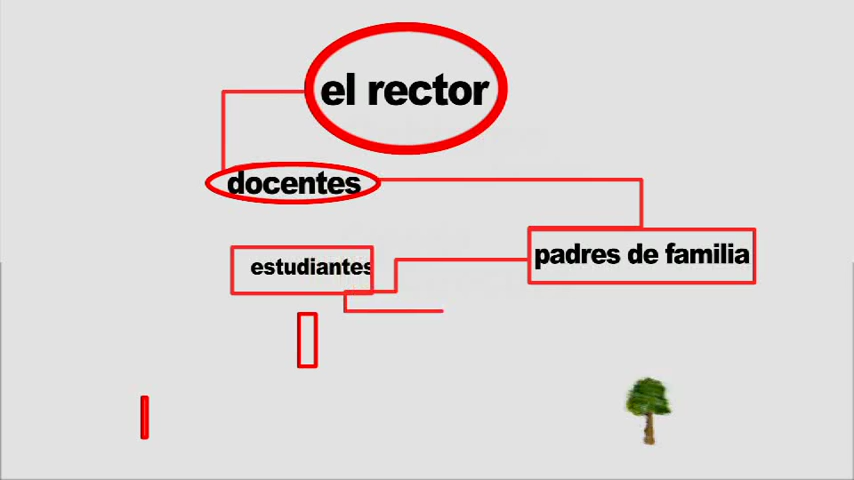 el rector
docentes
padres de familia
estudiantes